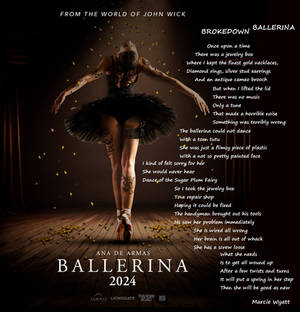 FROM THE WORLD OF JOHN WICK
BROKEDOWN BALLERINA
Once upon a time
There was a jewelry box
Where I kept the finest gold necklaces,
Diamond rings, silver stud earrings
And an antique cameo brooch
But when I lifted the lid
There was no music
Only a tune
That made a horrible noise
Something was terribly wrong
The ballerina could not dance
With a torn tutu
She was just a flimsy piece of plastic
With a not so pretty painted face
I kind of felt sorry for her
She would never hear
Dance of the Sugar Plum Fairy
So I took the jewelry box
To a repair shop
Hoping it could be fixed
The handyman brought out his tools
He saw her problem immediately
She is wired all wrong
Her brain is all out of whack
She has a screw loose
What she needs
Is to get all wound up
After a few twists and turns
It will put a spring in her step
Then she will be good as new
Marcie Wyatt
ANA DE ARMAS
BALLERINA
2024
LIONSGATE